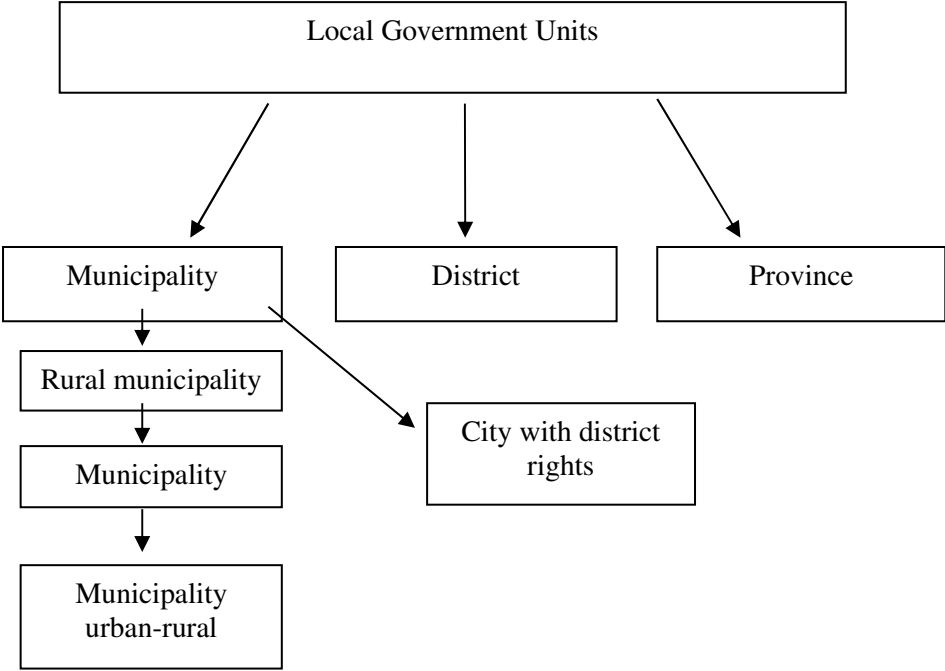 Local Government Units
Municipality
District
Province
Rural municipality
City with district
rights
Municipality
Municipality
urban-rural